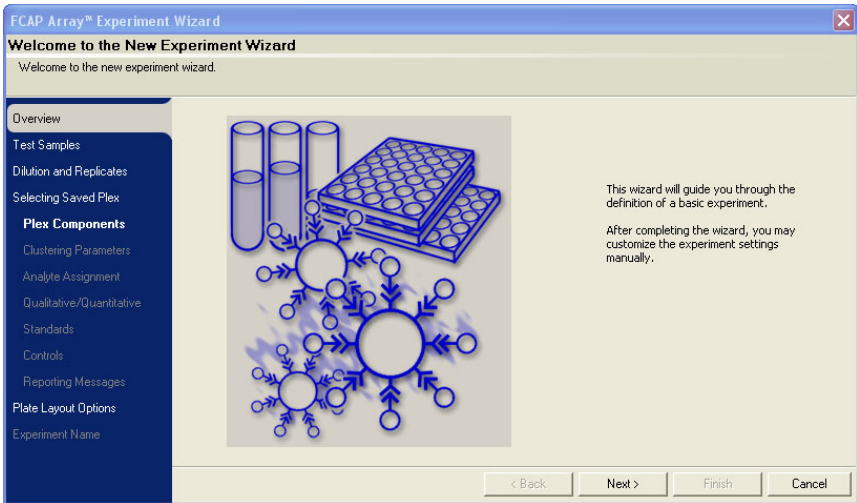 FCAP Array™ Experiment Wizard
Welcome to the New Experiment Wizard
Welcome to the new experiment wizard.
Overview
Test Samples
Dilution and Replicates
Selecting Saved Plex
Plex Components
Clustering Parameters
Analyte Assignment
Qualitative/Quantitative
Standards
Controls
Reporting Messages
Plate Layout Options
Experiment Name
This wizard will guide you through the
definition of a basic experiment.
After completing the wizard, you may
customize the experiment settings
manually.
< Back
Next >
Finish
Cancel